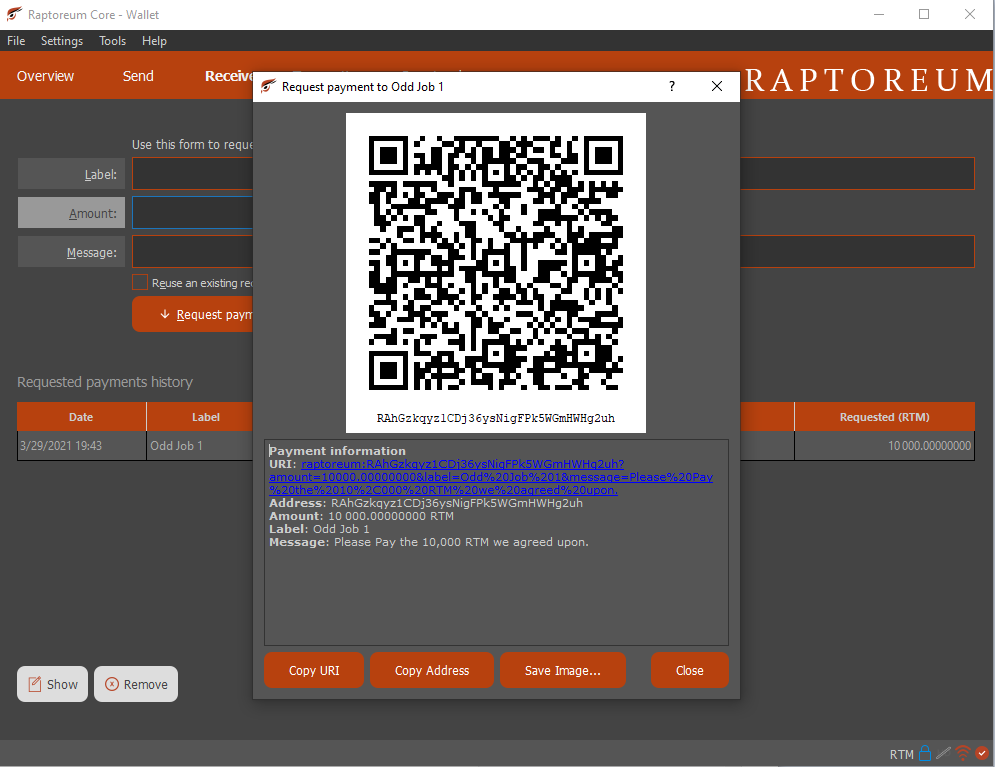 Raptoreum Core - Wallet
File Settings Tools Help
Overview Send Receive
RAPTOREUM
Request payment to Odd Job 1
?
Use this form to reque
Label:
Amount:
Message:
Reuse an existing rec
Request paym
RAhGzkqyz1CDj36ysNigFPk5WGmHWHg2uh
Requested payments history
Date Label Requested (RTM)
3/29/2021 19:43 Odd Job 1 10 000.00000000
Payment information
URI: raptoreum:RAhGzkqyz1CDj36ysNigFPk5WGmHWHg2uh?
amount=10000.00000000&label=Odd%20Job%201&message=Please%20Pay
%20the%2010%2C000%20RTM%20we%20agreed%20upon.
Address: RAhGzkqyz1CDj36ysNigFPk5WGmHWHg2uh
Amount: 10 000.00000000 RTM
Label: Odd Job 1
Message: Please Pay the 10,000 RTM we agreed upon.
Copy URI Copy Address Save Image... Close
Show Remove
RTM